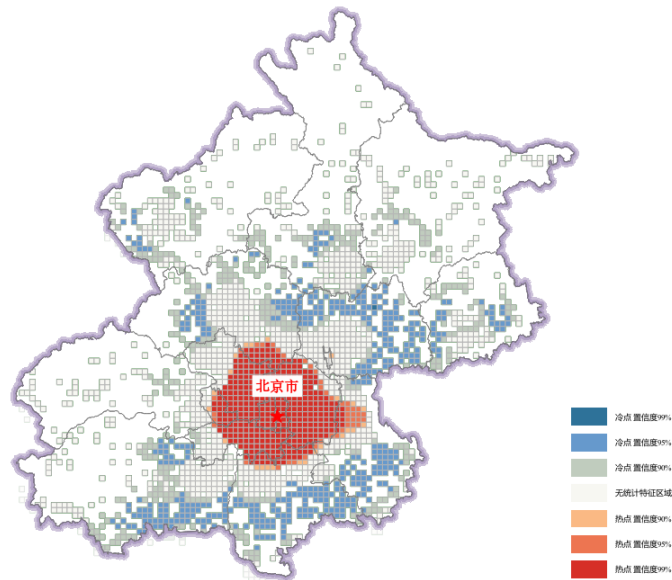 北京市
冷点 置信度99%
冷点 置信度95%
冷点 置信度90%
无统计特征区域
热点 置信度90%
热点 置信度95%
热点 置信度99%